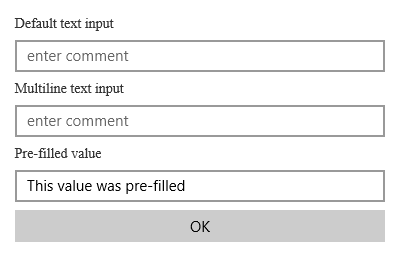 Default text input
enter comment
Multiline text input
enter comment
Pre-filled value
This value was pre-filled
OK